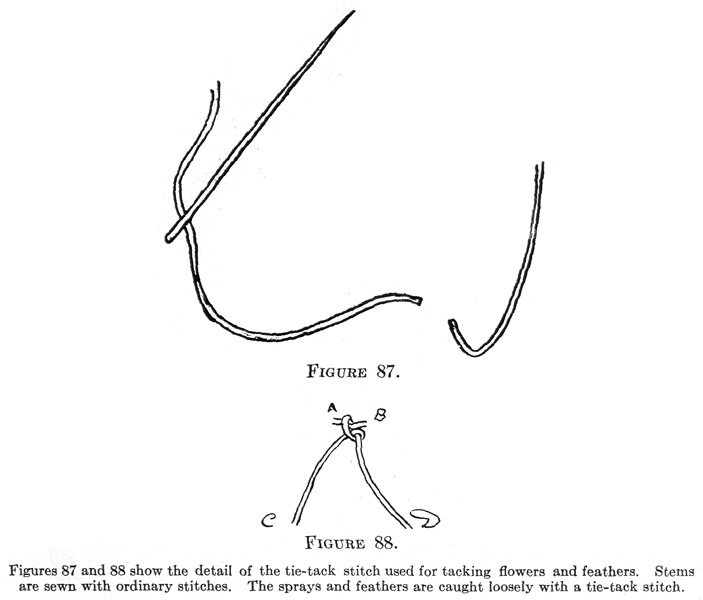 FIGURE 87.
A
B
C
D
FIGURE 88.
Figures 87 and 88 show the detail of the tie-tack stitch used for tacking flowers and feathers. Stems
are sewn with ordinary stitches. The sprays and feathers are caught loosely with a tie-tack stitch.